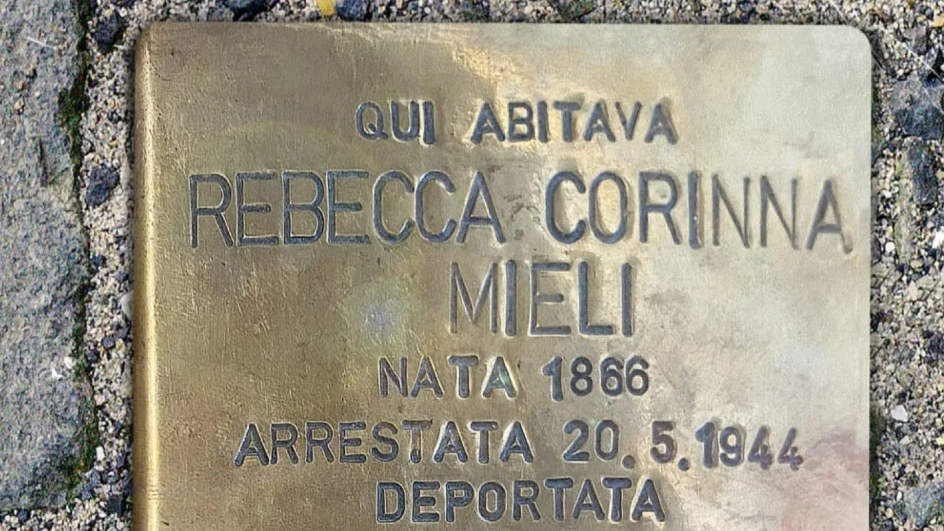 QUI ABITAVA
REBECCA CORINNA
MIELI
NATA 1866
ARRESTATA 20.5.1944
DEPORTATA